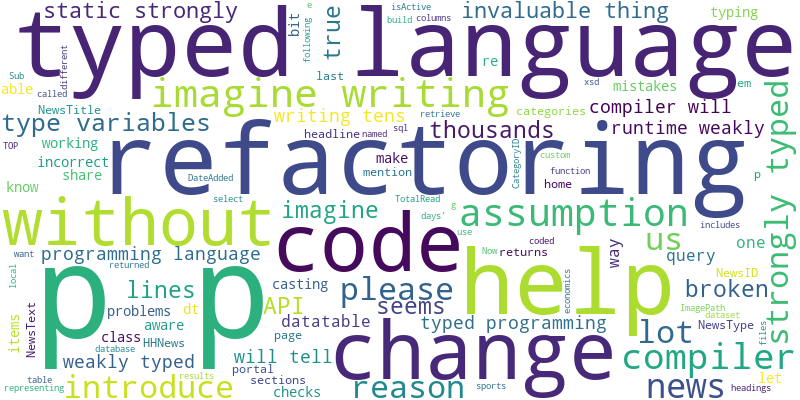 static strongly
typed language
bit
true
invaluable thing
isActive
build columns
e
following
typing
Sub
able
called
different
last
re
mistakes
em
xsd
imagine writing
NewsTitle
writing tens
headline
named
sql
retrieve
categories
compiler will
type variables
thousands
runtime weakly
TOP
working
incorrect
share
know
DateAdded
select
refactoring
make
mention
CategoryID
custom
function
home
p
strongly typed
without
imagine
code
TotalRead
days'
g
use
assumption
includes
us
way
one
query
programming language
returned
want
local
p p
lines
API
casting
please
seems
returns
coded
Now
help
economics
broken
NewsID
ImagePath
dataset
files
items
NewsText
problems
aware
dt
class
HHNews
database
datatable
page
typed programming
lot
NewsType
let
weakly typed
will tell
portal
change
compiler
table
representing
introduce
results
sections
checks
reason
sports
news
headings